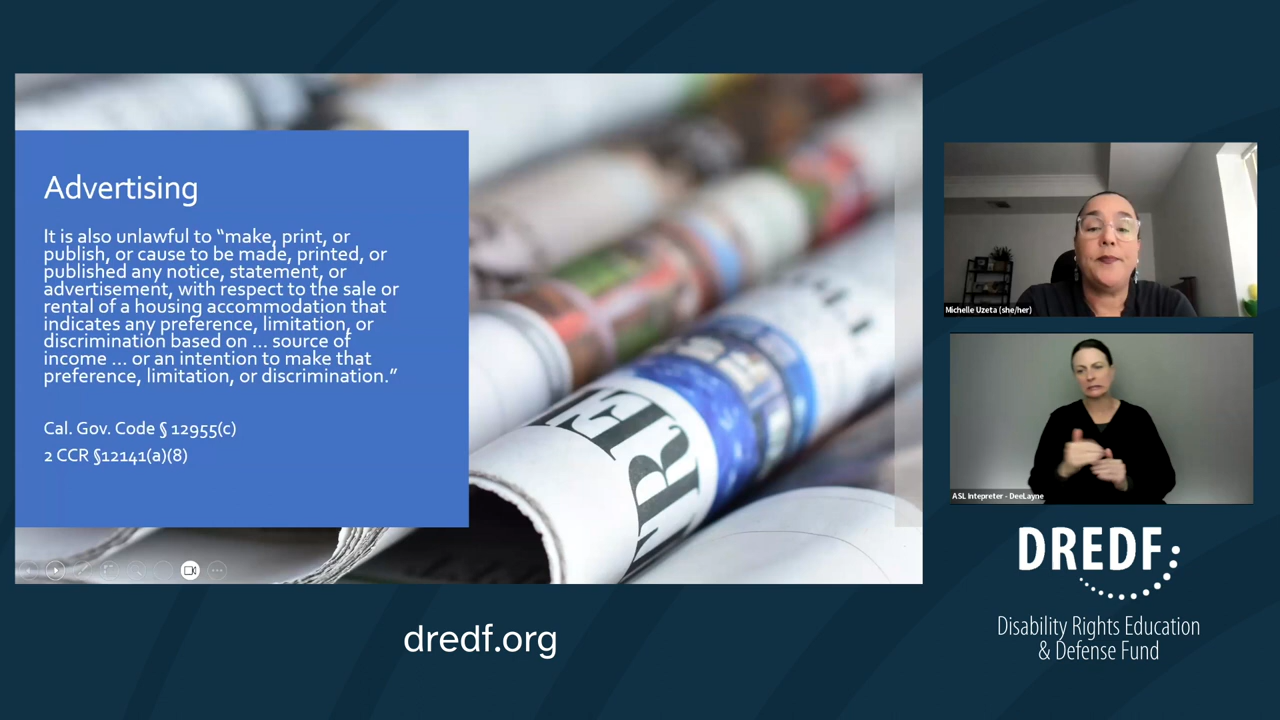 Advertising
It is also unlawful to “make, print, or
publish, or cause to be made, printed, or
published any notice, statement, or
advertisement, with respect to the sale or
rental of a housing accommodation that
indicates any preference, limitation, or
discrimination based on ... source of
income ... or an intention to make that
preference, limitation, or discrimination.”
Cal. Gov. Code § 12955(c)
2 CCR §12141(a)(8)
TRE
Michelle Uzeta (she/her)
ASL Intepreter - DeeLayne
DREDF
Disability Rights Education
& Defense Fund
dredf.org